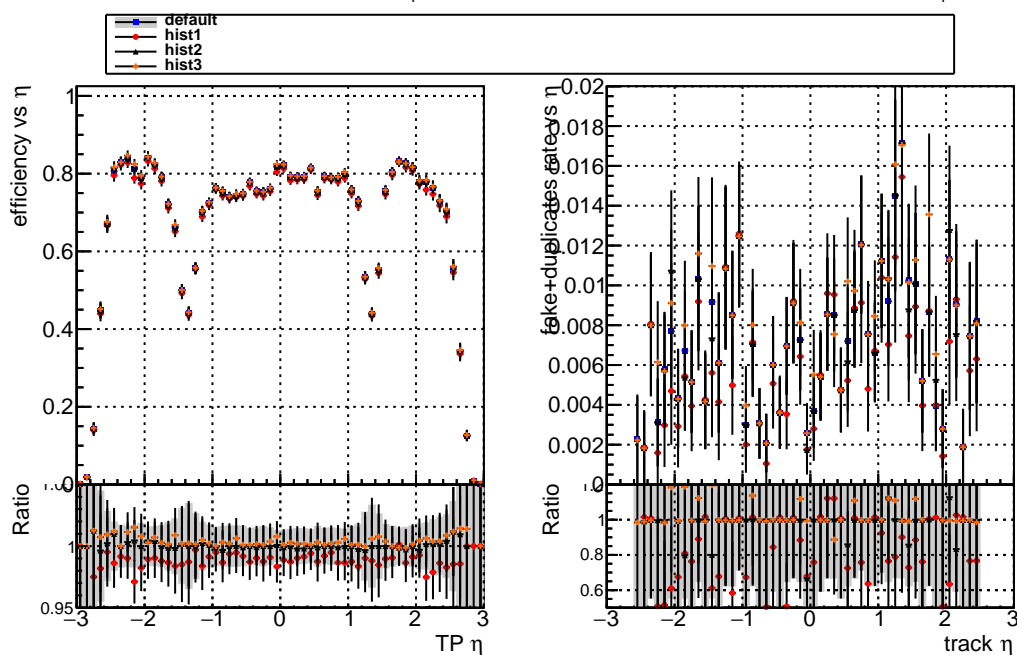 default
hist1
hist2
hist3
efficiency vs η
1
0.8
0.6
0.4
0.2
0
Ratio
1
0.95
−3 −2 −1 0 1 2 3
TP η
fake+duplicates rate vs η
0.02
0.018
0.016
0.014
0.012
0.01
0.008
0.006
0.004
0.002
0
Ratio
1
0.8
0.6
−3 −2 −1 0 1 2 3
track η